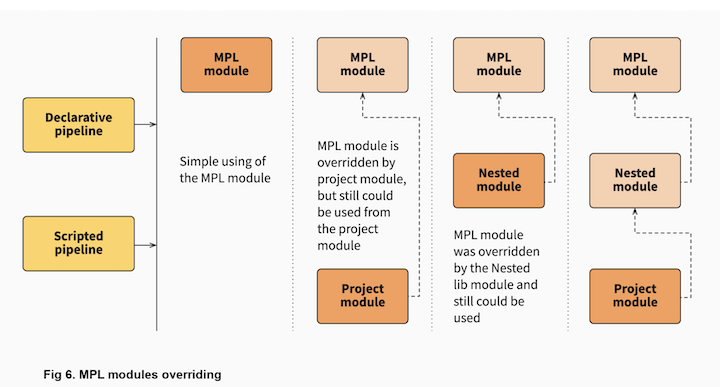 Declarative
pipeline
Scripted
pipeline
MPL
module
Simple using of
the MPL module
MPL
module
MPL module is
overridden by
project module,
but still could
be used from
the project
module
Project
module
MPL
module
Nested
module
MPL module
was overridden
by the Nested
lib module and
still could be
used
MPL
module
Nested
module
Project
module
Fig 6. MPL modules overriding